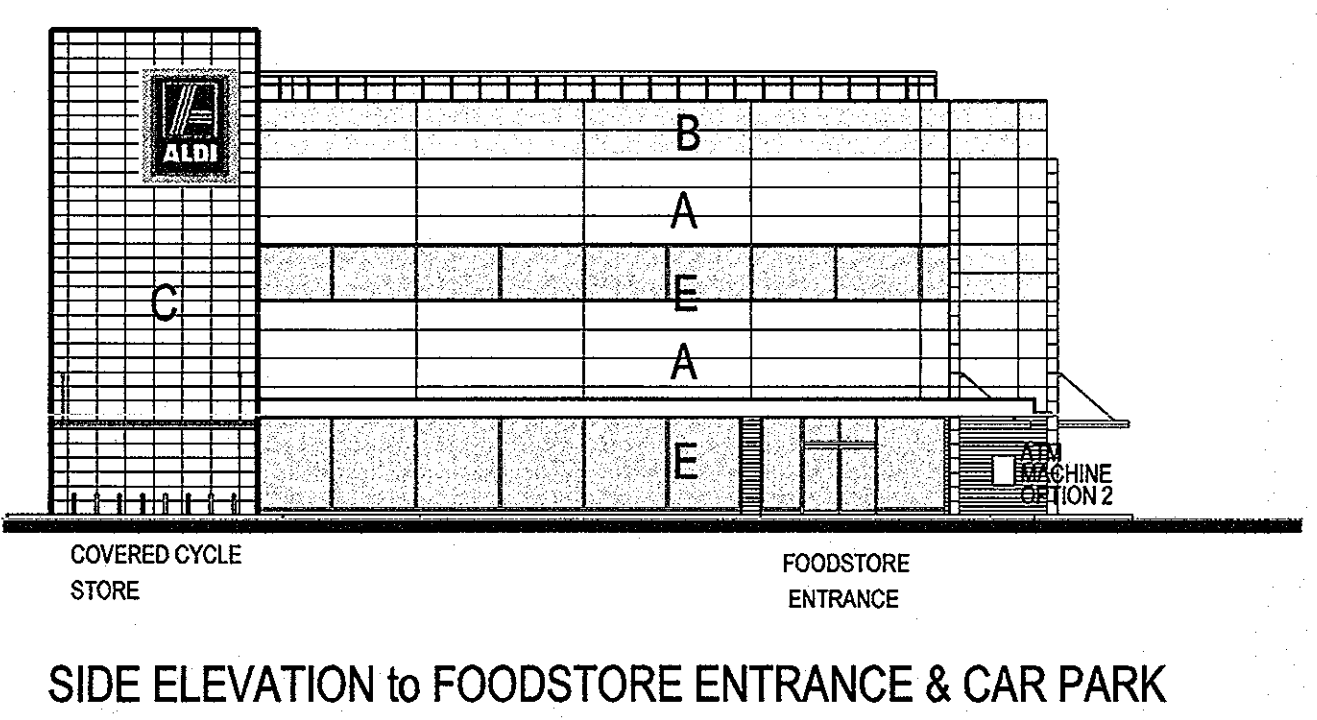 ALDI
B
A
E
C
A
E
ATM
MACHINE
OPTION 2
COVERED CYCLE
STORE
FOODSTORE
ENTRANCE
SIDE ELEVATION to FOODSTORE ENTRANCE & CAR PARK